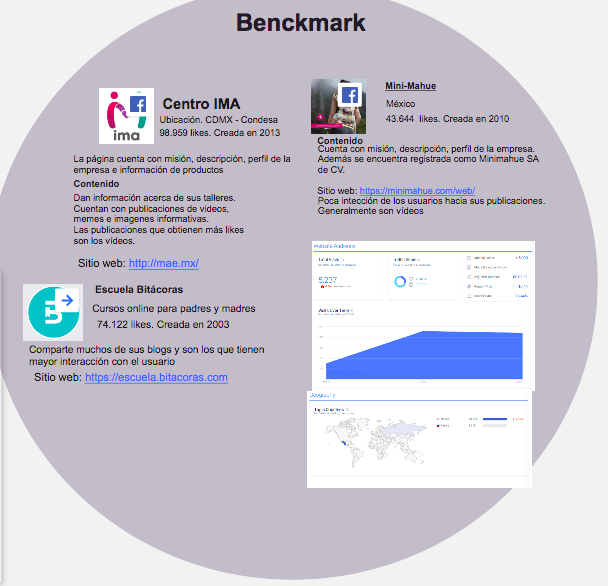 Benckmark
ima
Centro IMA
Ubicación. CDMX - Condesa
98.959 likes. Creada en 2013
La página cuenta con misión, descripción, perfil de la
empresa e información de productos
Contenido
Dan información acerca de sus talleres.
Cuentan con publicaciones de videos,
memes e imagenes informativas.
Las publicaciones que obtienen más likes
son los vídeos.
Sitio web: http://mae.mx/
Escuela Bitácoras
Cursos online para padres y madres
74.122 likes. Creada en 2003
Comparte muchos de sus blogs y son los que tienen
mayor interacción con el usuario
Sitio web: https://escuela.bitacoras.com
Mini-Mahue
México
43.644 likes. Creada en 2010
Contenido
Cuenta con misión, descripción, perfil de la empresa.
Además se encuentra registrada como Minimahue SA
de CV.
Sitio web: https://minimahue.com/web/
Poca intección de los usuarios hacia sus publicaciones.
Generalmente son vídeos
Website Audience
5,237
Visits Over Time
Geography